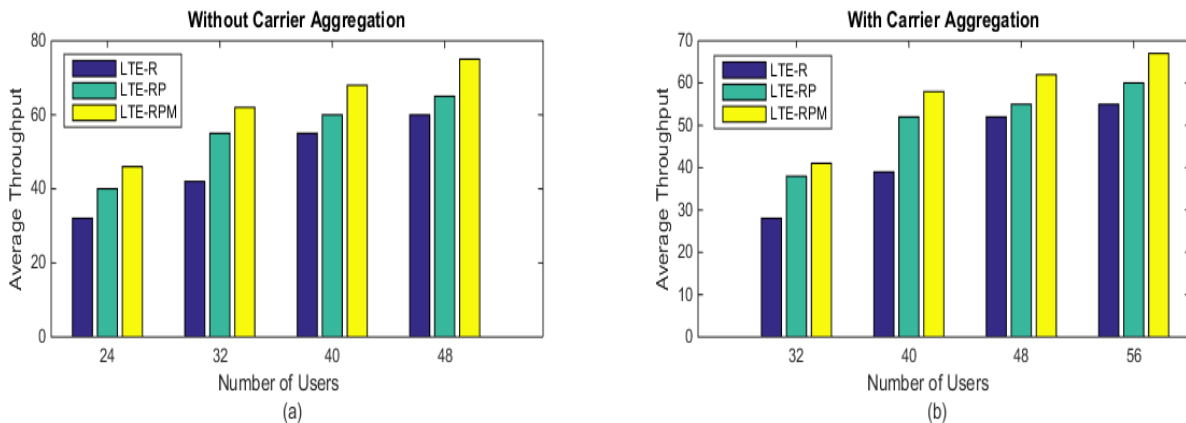 Without Carrier Aggregation
80
60
40
20
0
Average Throughput
LTE-R
LTE-RP
LTE-RPM
24 32 40 48
Number of Users
(a)
With Carrier Aggregation
70
60
50
40
30
20
10
0
Average Throughput
LTE-R
LTE-RP
LTE-RPM
32 40 48 56
Number of Users
(b)